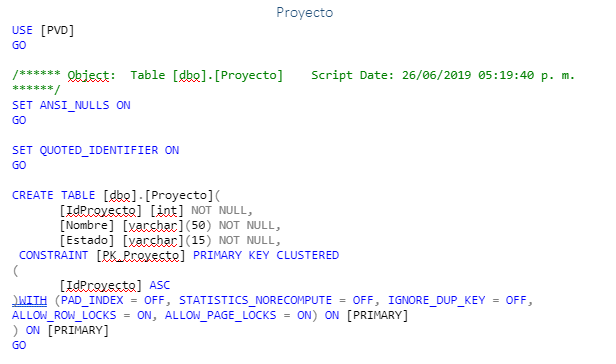 Proyecto
USE [PVD]
GO
/****** Object:  Table [dbo].[Proyecto]    Script Date: 26/06/2019 05:19:40 p. m.
******/
SET ANSI_NULLS ON
GO
SET QUOTED_IDENTIFIER ON
GO
CREATE TABLE [dbo].[Proyecto](
[IdProyecto] [int] NOT NULL,
[Nombre] [varchar](50) NOT NULL,
[Estado] [varchar](15) NOT NULL,
CONSTRAINT [PK_Proyecto] PRIMARY KEY CLUSTERED
(
[IdProyecto] ASC
)WITH (PAD_INDEX = OFF, STATISTICS_NORECOMPUTE = OFF, IGNORE_DUP_KEY = OFF,
ALLOW_ROW_LOCKS = ON, ALLOW_PAGE_LOCKS = ON) ON [PRIMARY]
) ON [PRIMARY]
GO